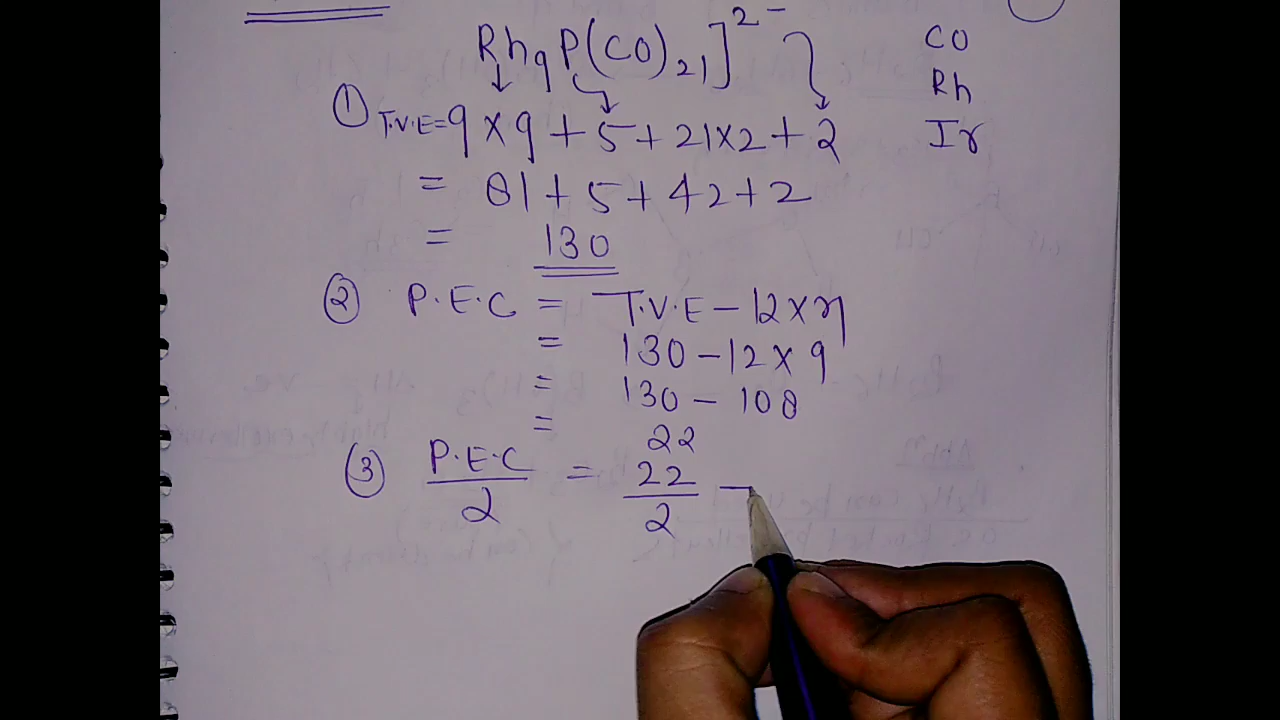 Rh9P(CO)21]2-
CO
Rh
Ir
① T.V.E = 9 × 9 + 5 + 21×2 + 2
= 81 + 5 + 42 + 2
= 130
② P.E.C = T.V.E - 12 × n
= 130 - 12 × 9
= 130 - 108
= 22
③ P.E.C/2 = 22/2 -